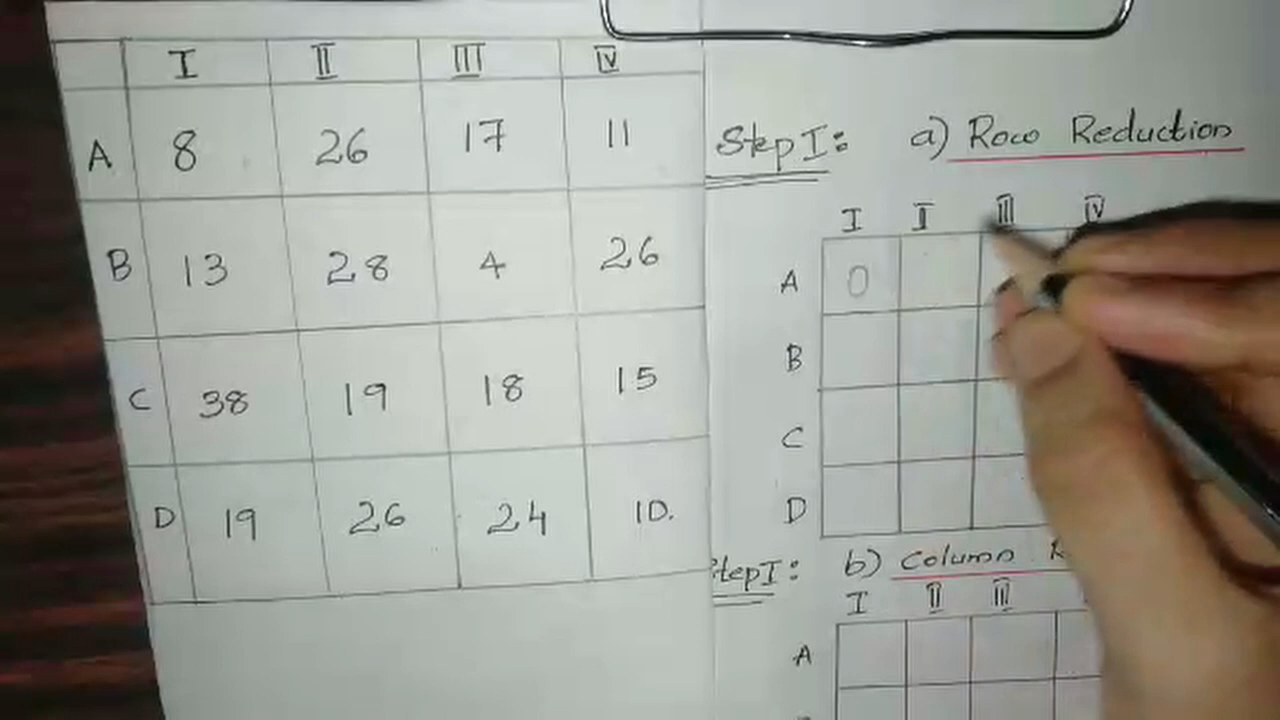 I II III IV
A 8 26 17 11
B 13 28 4 26
C 38 19 18 15
D 19 26 24 10.
Step I: a) Row Reduction
I II III IV
A 0
B
C
D
Step I: b) Column
I II III
A